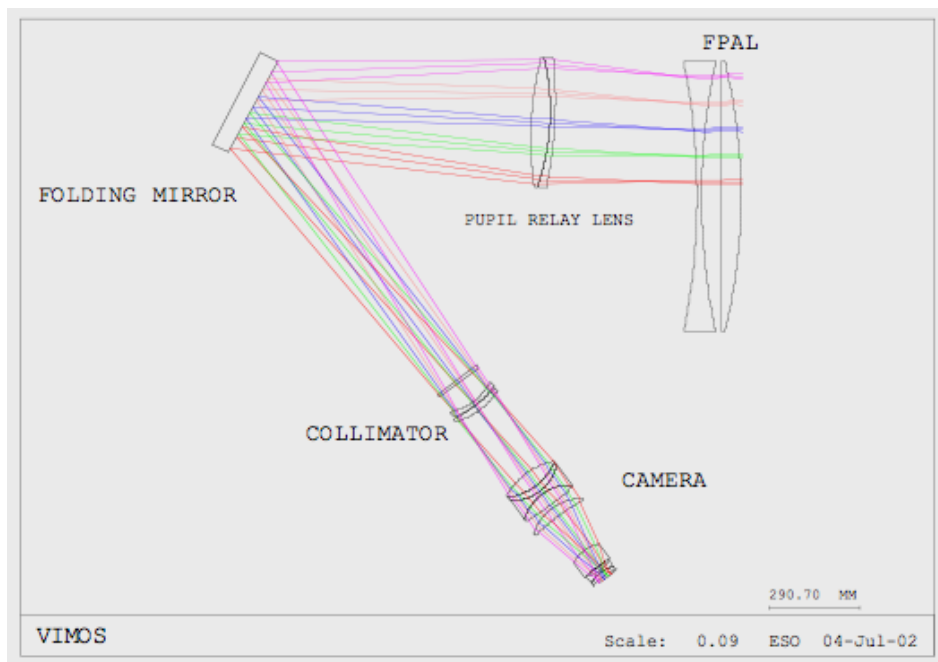 FPAL
FOLDING MIRROR
PUPIL RELAY LENS
COLLIMATOR
CAMERA
290.70 MM
VIMOS
Scale: 0.09 ESO 04-Jul-02